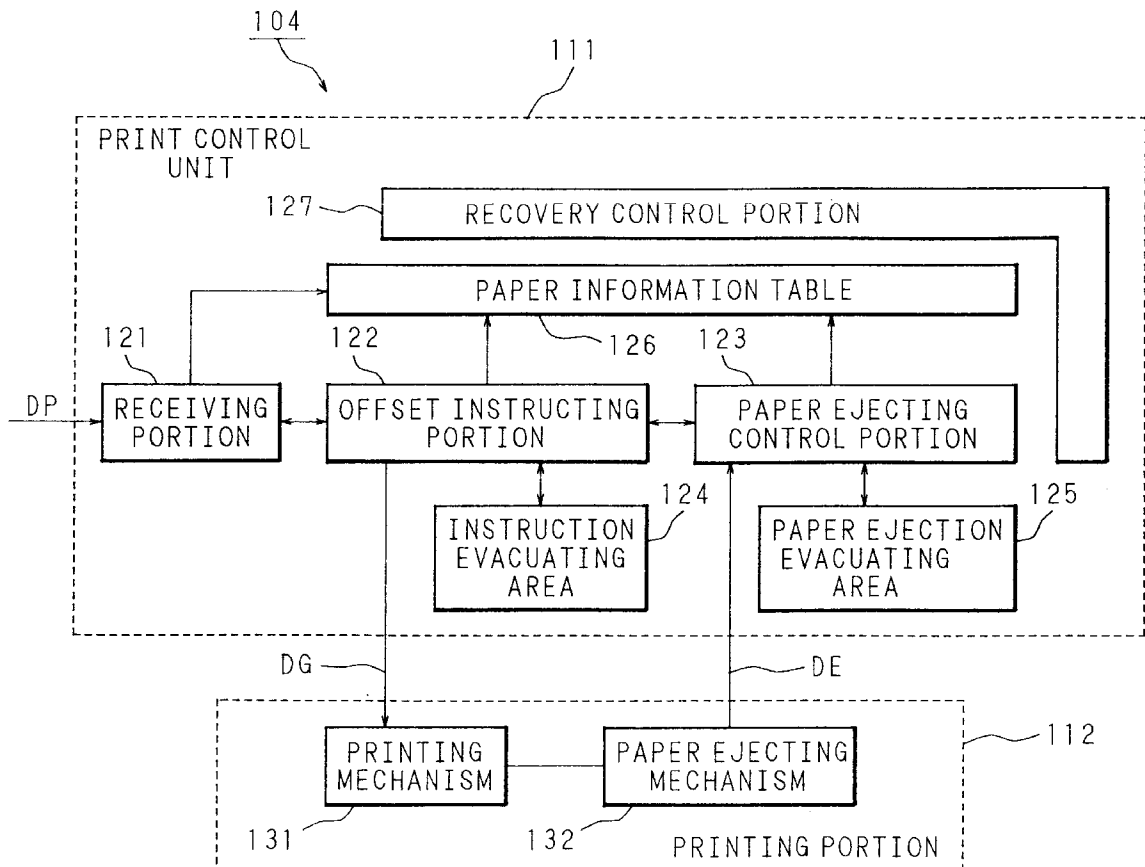 104
111
PRINT CONTROL
UNIT
127
RECOVERY CONTROL PORTION
PAPER INFORMATION TABLE
121
122
126
123
DP
RECEIVING
PORTION
OFFSET INSTRUCTING
PORTION
PAPER EJECTING
CONTROL PORTION
124
125
INSTRUCTION
EVACUATING
AREA
PAPER EJECTION
EVACUATING
AREA
DG
DE
112
PRINTING
MECHANISM
PAPER EJECTING
MECHANISM
131
132
PRINTING PORTION